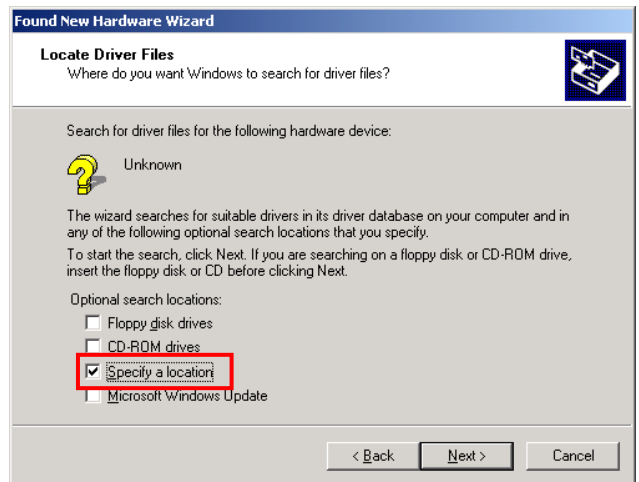 Found New Hardware Wizard
Locate Driver Files
Where do you want Windows to search for driver files?
Search for driver files for the following hardware device:
Unknown
The wizard searches for suitable drivers in its driver database on your computer and in
any of the following optional search locations that you specify.
To start the search, click Next. If you are searching on a floppy disk or CD-ROM drive,
insert the floppy disk or CD before clicking Next.
Optional search locations:
Floppy disk drives
CD-ROM drives
Specify a location
Microsoft Windows Update
< Back Next > Cancel